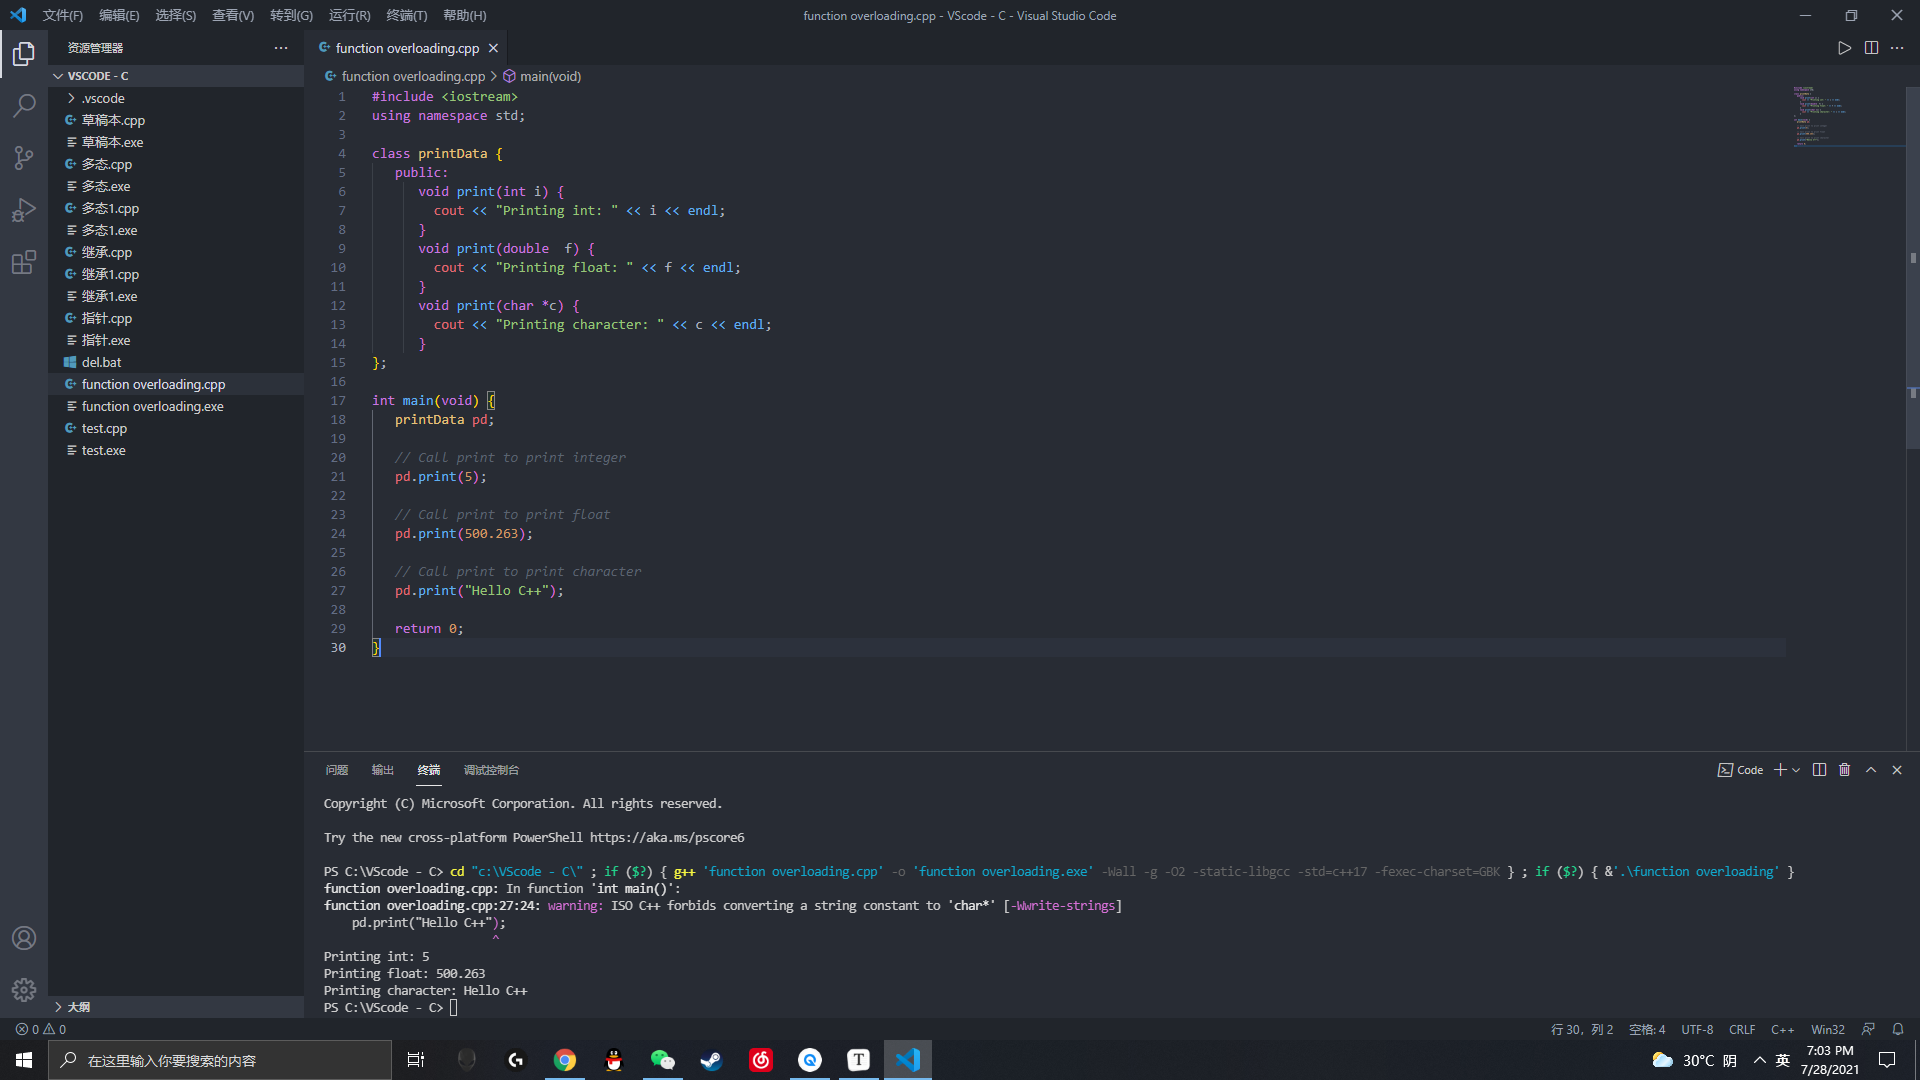 文件(F) 编辑(E) 选择(S) 查看(V) 转到(G) 运行(R) 终端(T) 帮助(H)
function overloading.cpp - VScode - C - Visual Studio Code
资源管理器
VSCODE - C
.vscode
草稿本.cpp
草稿本.exe
多态.cpp
多态.exe
多态1.cpp
多态1.exe
继承.cpp
继承1.cpp
继承1.exe
指针.cpp
指针.exe
del.bat
function overloading.cpp
function overloading.exe
test.cpp
test.exe
大纲
function overloading.cpp
function overloading.cpp > main(void)
1 #include <iostream>
2 using namespace std;
3
4 class printData {
5 public:
6 void print(int i) {
7 cout << "Printing int: " << i << endl;
8 }
9 void print(double  f) {
10 cout << "Printing float: " << f << endl;
11 }
12 void print(char *c) {
13 cout << "Printing character: " << c << endl;
14 }
15 };
16
17 int main(void) {
18 printData pd;
19
20 // Call print to print integer
21 pd.print(5);
22
23 // Call print to print float
24 pd.print(500.263);
25
26 // Call print to print character
27 pd.print("Hello C++");
28
29 return 0;
30 }
问题 输出 终端 调试控制台
Code
Copyright (C) Microsoft Corporation. All rights reserved.
Try the new cross-platform PowerShell https://aka.ms/pscore6
PS C:\VScode - C> cd "c:\VScode - C\" ; if ($?) { g++ 'function overloading.cpp' -o 'function overloading.exe' -Wall -g -O2 -static-libgcc -std=c++17 -fexec-charset=GBK } ; if ($?) { &'.\function overloading' }
function overloading.cpp: In function 'int main()':
function overloading.cpp:27:24: warning: ISO C++ forbids converting a string constant to 'char*' [-Wwrite-strings]
pd.print("Hello C++");
^
Printing int: 5
Printing float: 500.263
Printing character: Hello C++
PS C:\VScode - C>
0 0
行 30，列 2 空格: 4 UTF-8 CRLF C++ Win32
在这里输入你要搜索的内容
30°C 阴
英
7:03 PM
7/28/2021